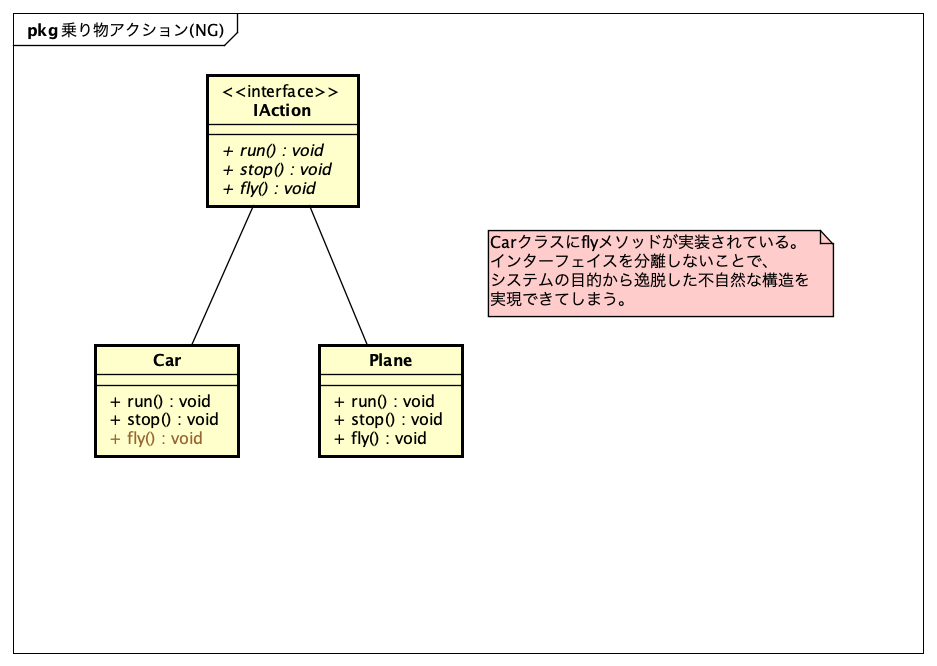 pkg 乗り物アクション(NG)
<<interface>>
IAction
+ run() : void
+ stop() : void
+ fly() : void
Carクラスにflyメソッドが実装されている。
インターフェイスを分離しないことで、
システムの目的から逸脱した不自然な構造を
実現できてしまう。
Car
+ run() : void
+ stop() : void
+ fly() : void
Plane
+ run() : void
+ stop() : void
+ fly() : void